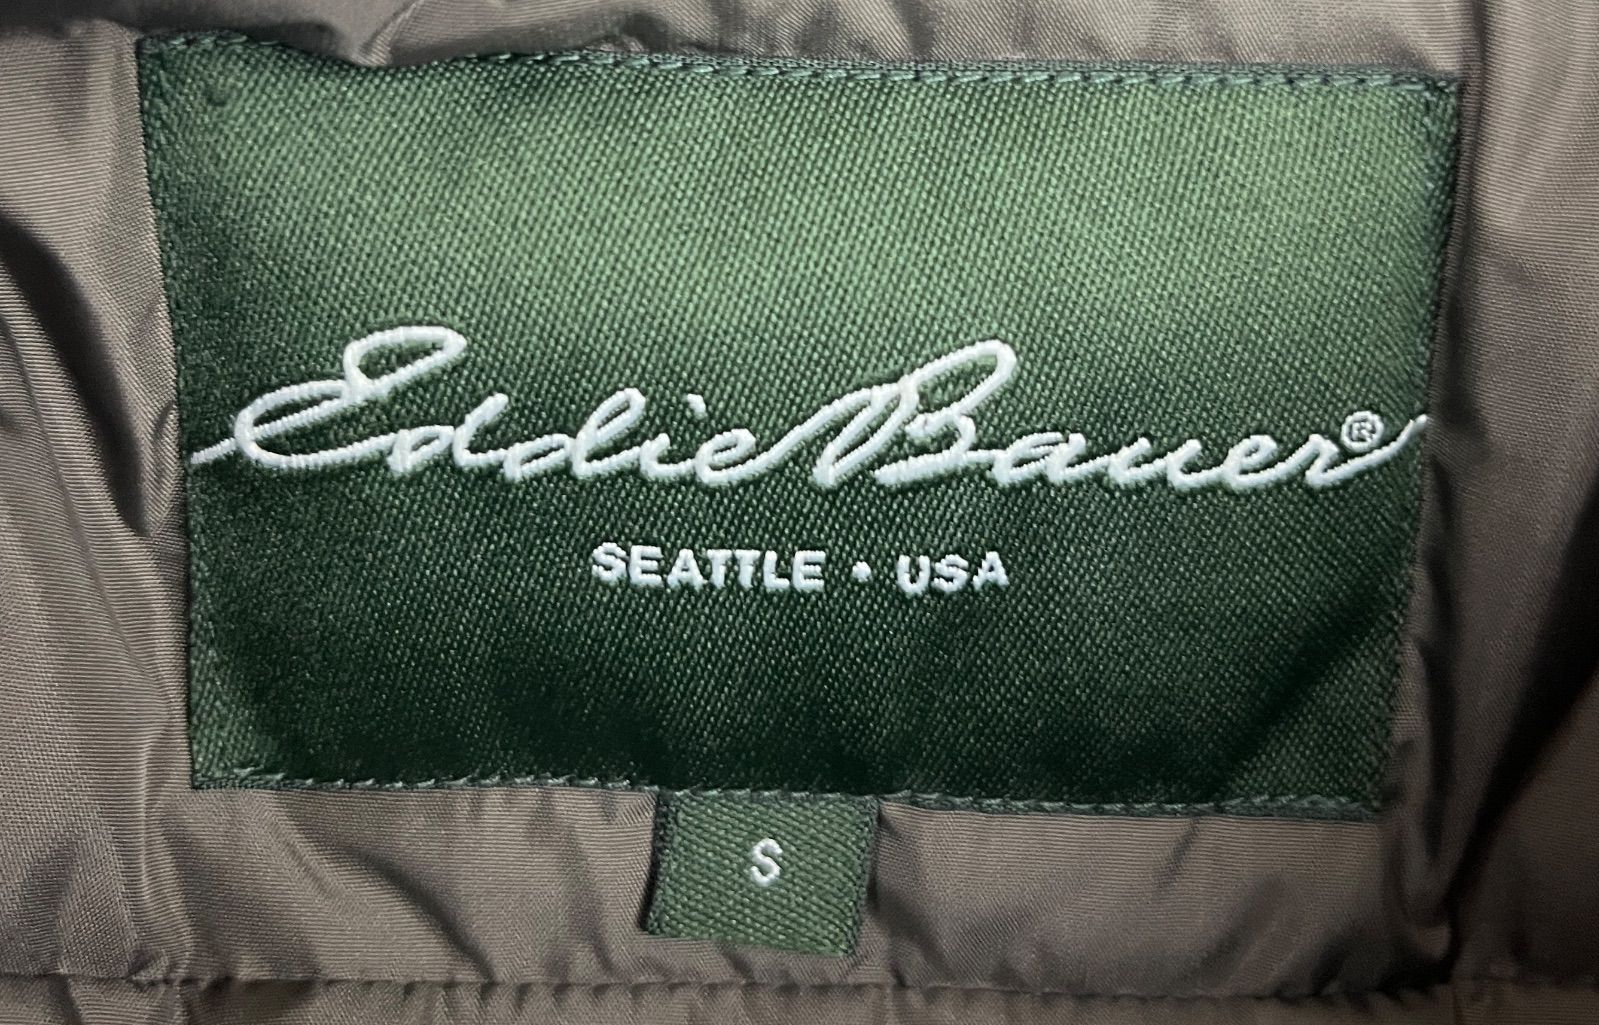 Eddie Bauer®
SEATTLE • USA
S